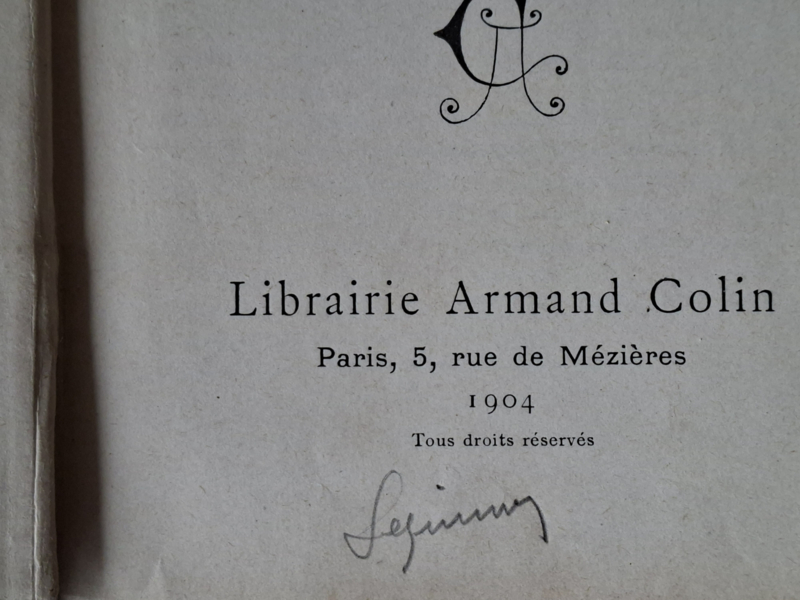 Librairie Armand Colin
Paris, 5, rue de Mézières
1904
Tous droits réservés